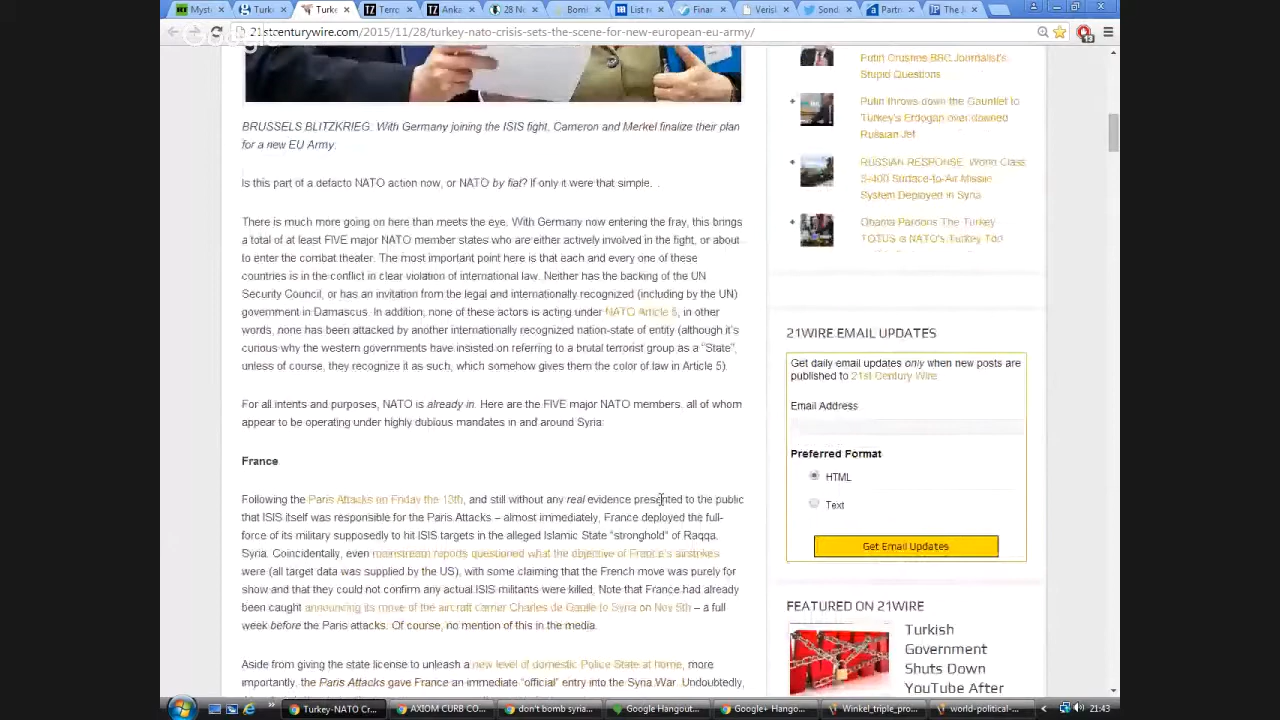 Myst
Turke
Turke
Terro
Anka
28 No
Bomi
List o
Finan
Verisi
Sond
Partn
The J
21stcenturywire.com/2015/11/28/turkey-nato-crisis-sets-the-scene-for-new-european-eu-army/
Google
BRUSSELS BLITZKRIEG: With Germany joining the ISIS fight, Cameron and Merkel finalize their plan
for a new EU Army.
Is this part of a defacto NATO action now, or NATO by fiat? If only it were that simple. .
There is much more going on here than meets the eye. With Germany now entering the fray, this brings
a total of at least FIVE major NATO member states who are either actively involved in the fight, or about
to enter the combat theater. The most important point here is that each and every one of these
countries is in the conflict in clear violation of international law. Neither has the backing of the UN
Security Council, or has an invitation from the legal and internationally recognized (including by the UN)
government in Damascus. In addition, none of these actors is acting under NATO Article 5, in other
words, none has been attacked by another internationally recognized nation-state of entity (although it's
curious why the western governments have insisted on referring to a brutal terrorist group as a "State",
unless of course, they recognize it as such, which somehow gives them the color of law in Article 5).
For all intents and purposes, NATO is already in. Here are the FIVE major NATO members, all of whom
appear to be operating under highly dubious mandates in and around Syria:
France
Following the Paris Attacks on Friday the 13th, and still without any real evidence presented to the public
that ISIS itself was responsible for the Paris Attacks – almost immediately, France deployed the full-
force of its military supposedly to hit ISIS targets in the alleged Islamic State "stronghold" of Raqqa,
Syria. Coincidentally, even mainstream reports questioned what the objective of France's airstrikes
were (all target data was supplied by the US), with some claiming that the French move was purely for
show and that they could not confirm any actual ISIS militants were killed. Note that France had already
been caught announcing its move of the aircraft carrier Charles de Gaulle to Syria on Nov 5th – a full
week before the Paris attacks. Of course, no mention of this in the media.
Aside from giving the state license to unleash a new level of domestic Police State at home, more
importantly, the Paris Attacks gave France an immediate "official" entry into the Syria War. Undoubtedly,
Putin Crushes BBC Journalist's
Stupid Questions
Putin Throws down the Gauntlet to
Turkey's Erdogan over downed
Russian Jet
RUSSIAN RESPONSE: World Class
S-400 Surface-to-Air Missile
System Deployed in Syria
Obama Pardons The Turkey
TOTUS is NATO's Turkey Too
21WIRE EMAIL UPDATES
Get daily email updates only when new posts are
published to 21st Century Wire
Email Address
Preferred Format
HTML
Text
Get Email Updates
FEATURED ON 21WIRE
Turkish
Government
Shuts Down
YouTube After
Turkey-NATO Cr...
AXIOM CURB CO...
don't bomb syria...
Google Hangout...
Google+ Hango...
Winkel_triple_pro...
world-political-...
21:43